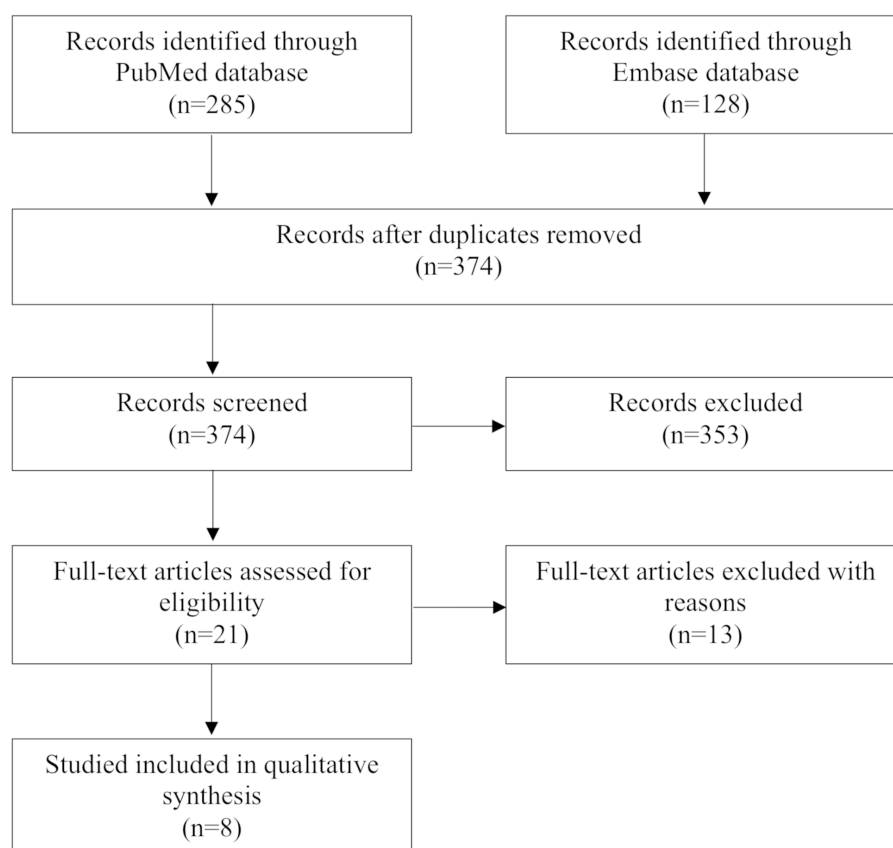 Records identified through
PubMed database
(n=285)
Records identified through
Embase database
(n=128)
Records after duplicates removed
(n=374)
Records screened
(n=374)
Records excluded
(n=353)
Full-text articles assessed for
eligibility
(n=21)
Full-text articles excluded with
reasons
(n=13)
Studied included in qualitative
synthesis
(n=8)